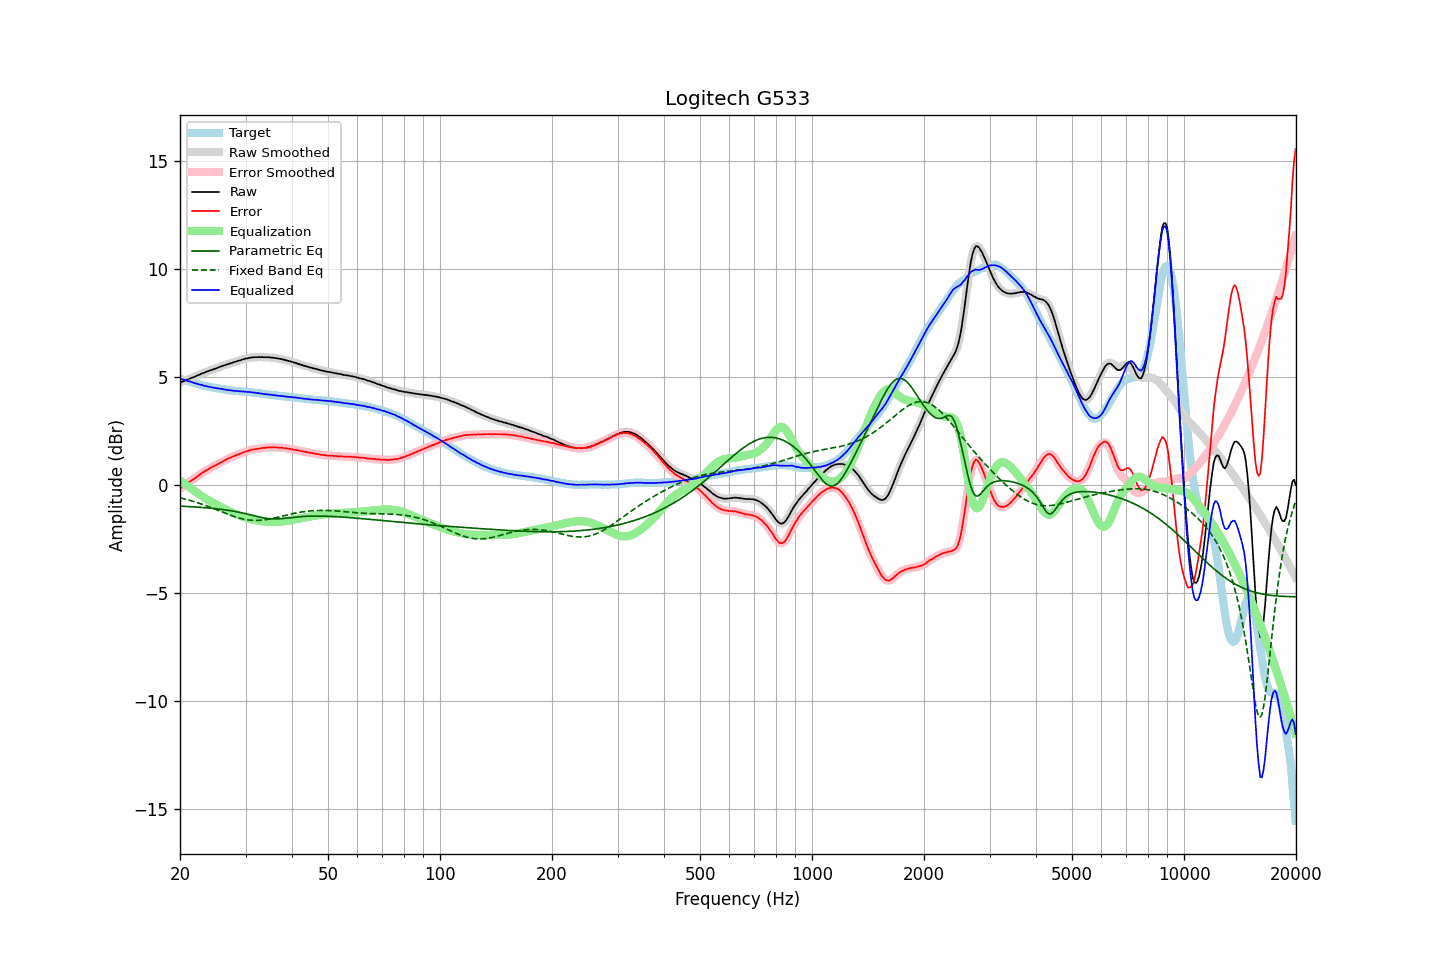 Logitech G533
Target
Raw Smoothed
Error Smoothed
Raw
Error
Equalization
Parametric Eq
Fixed Band Eq
Equalized
15
10
5
0
−5
−10
−15
Amplitude (dBr)
20 50 100 200 500 1000 2000 5000 10000 20000
Frequency (Hz)